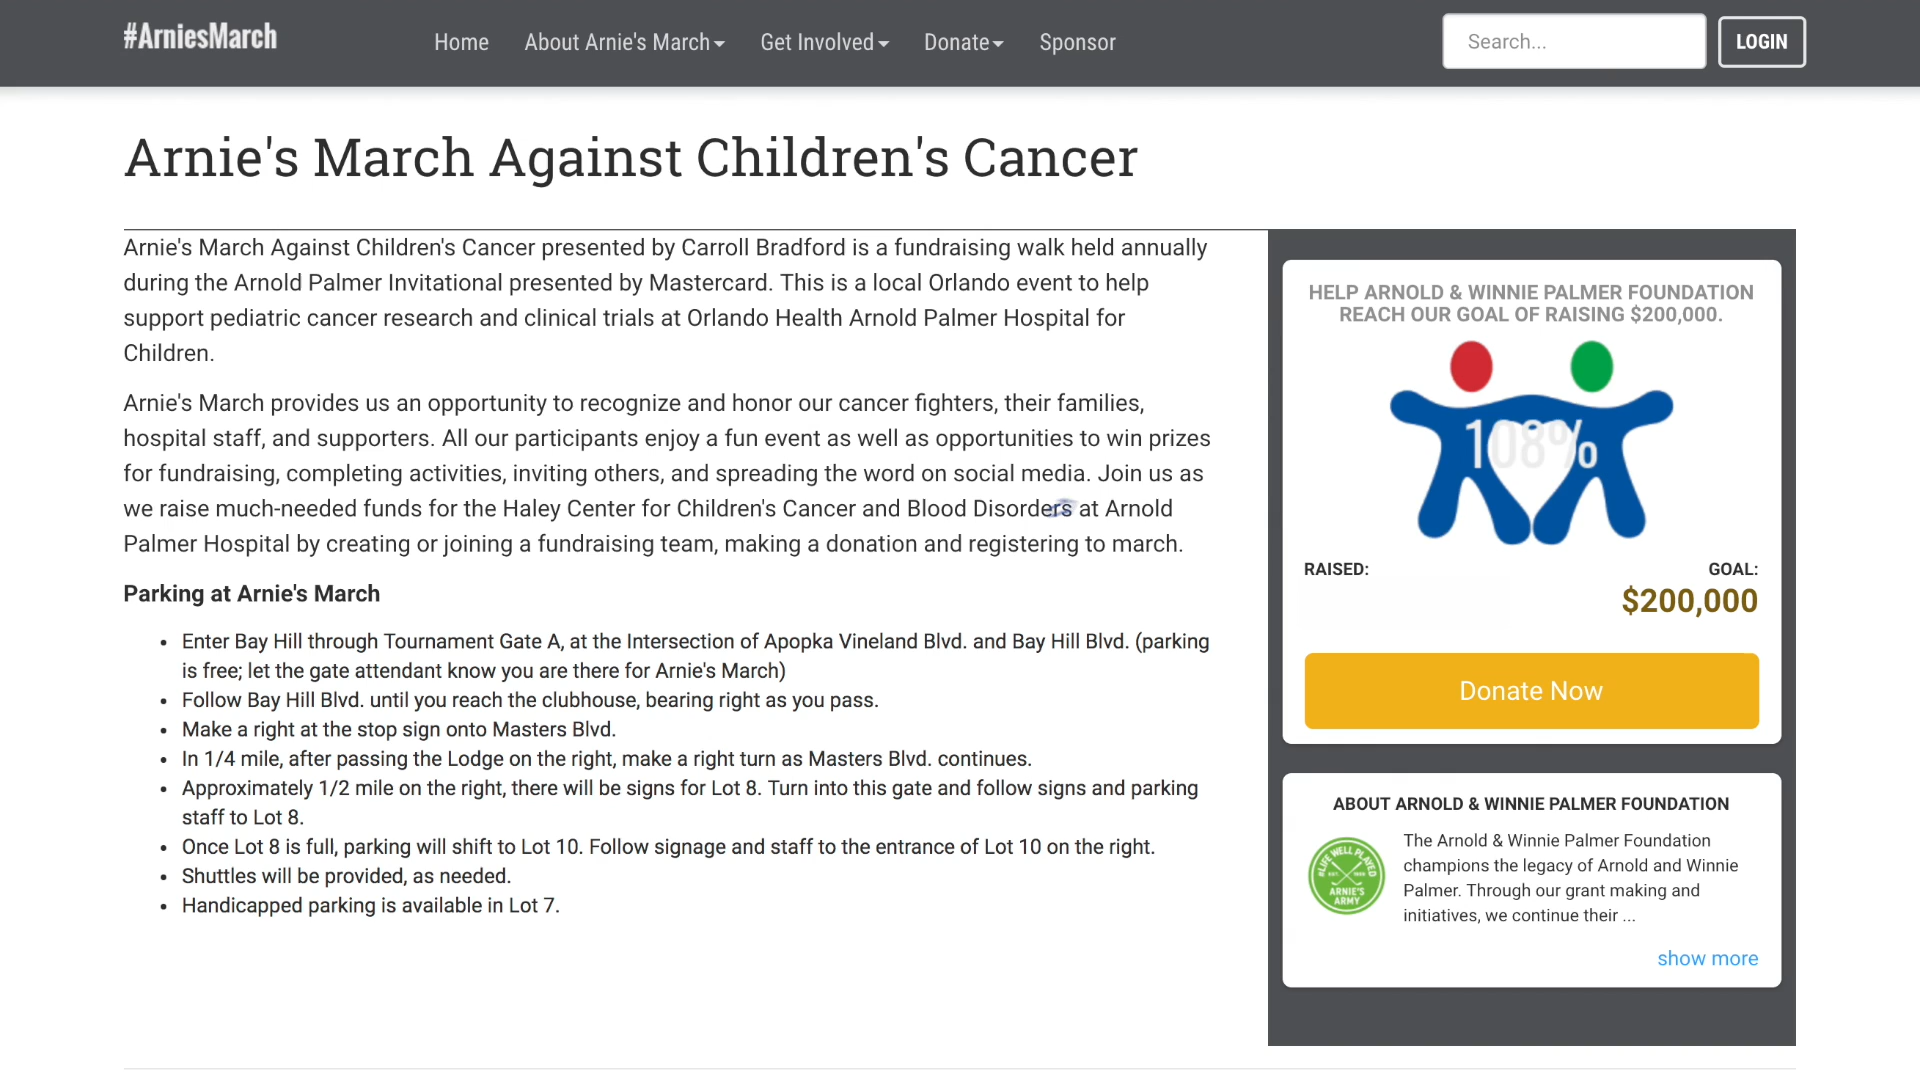 #ArniesMarch
Home
About Arnie's March
Get Involved
Donate
Sponsor
Search...
LOGIN
Arnie's March Against Children's Cancer
Arnie's March Against Children's Cancer presented by Carroll Bradford is a fundraising walk held annually
during the Arnold Palmer Invitational presented by Mastercard. This is a local Orlando event to help
support pediatric cancer research and clinical trials at Orlando Health Arnold Palmer Hospital for
Children.
Arnie's March provides us an opportunity to recognize and honor our cancer fighters, their families,
hospital staff, and supporters. All our participants enjoy a fun event as well as opportunities to win prizes
for fundraising, completing activities, inviting others, and spreading the word on social media. Join us as
we raise much-needed funds for the Haley Center for Children's Cancer and Blood Disorders at Arnold
Palmer Hospital by creating or joining a fundraising team, making a donation and registering to march.
Parking at Arnie's March
• Enter Bay Hill through Tournament Gate A, at the Intersection of Apopka Vineland Blvd. and Bay Hill Blvd. (parking
is free; let the gate attendant know you are there for Arnie's March)
• Follow Bay Hill Blvd. until you reach the clubhouse, bearing right as you pass.
• Make a right at the stop sign onto Masters Blvd.
• In 1/4 mile, after passing the Lodge on the right, make a right turn as Masters Blvd. continues.
• Approximately 1/2 mile on the right, there will be signs for Lot 8. Turn into this gate and follow signs and parking
staff to Lot 8.
• Once Lot 8 is full, parking will shift to Lot 10. Follow signage and staff to the entrance of Lot 10 on the right.
• Shuttles will be provided, as needed.
• Handicapped parking is available in Lot 7.
HELP ARNOLD & WINNIE PALMER FOUNDATION
REACH OUR GOAL OF RAISING $200,000.
108%
RAISED:
GOAL:
$200,000
Donate Now
ABOUT ARNOLD & WINNIE PALMER FOUNDATION
#LIFE WELL PLAYED
EST.
ARNIE'S
ARMY
The Arnold & Winnie Palmer Foundation
champions the legacy of Arnold and Winnie
Palmer. Through our grant making and
initiatives, we continue their ...
show more